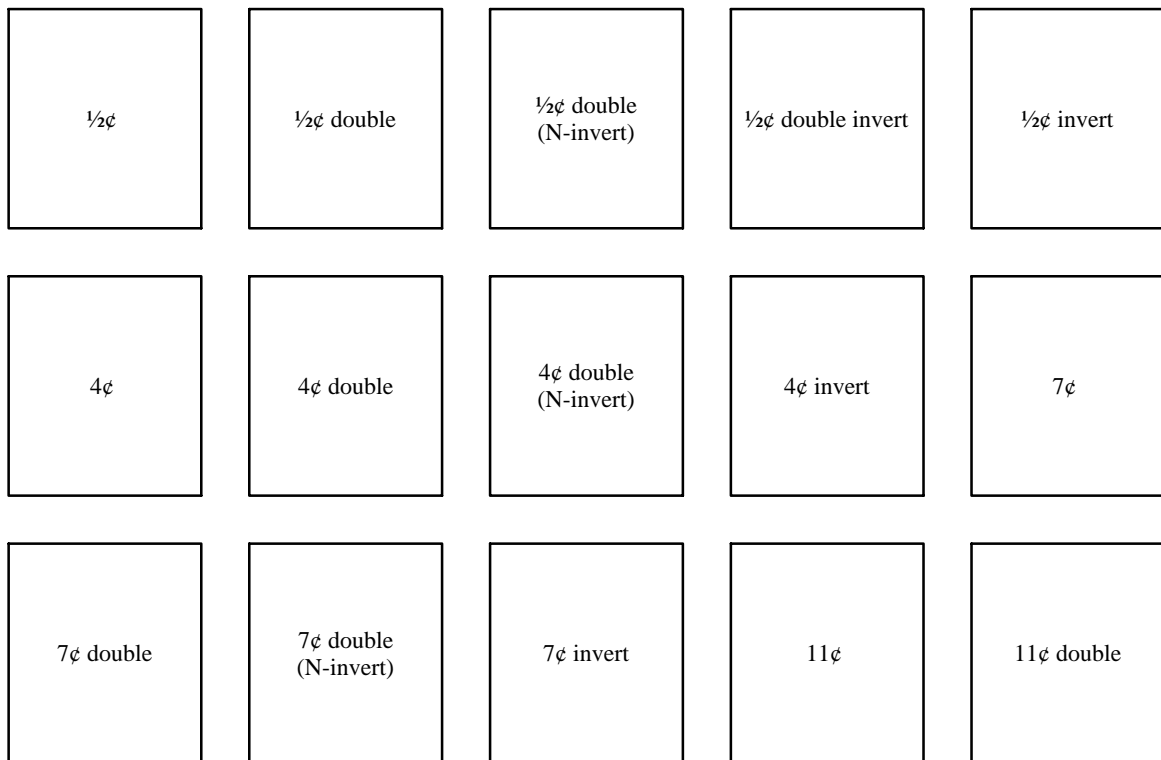 ½¢
½¢ double
½¢ double
(N-invert)
½¢ double invert
½¢ invert
4¢
4¢ double
4¢ double
(N-invert)
4¢ invert
7¢
7¢ double
7¢ double
(N-invert)
7¢ invert
11¢
11¢ double